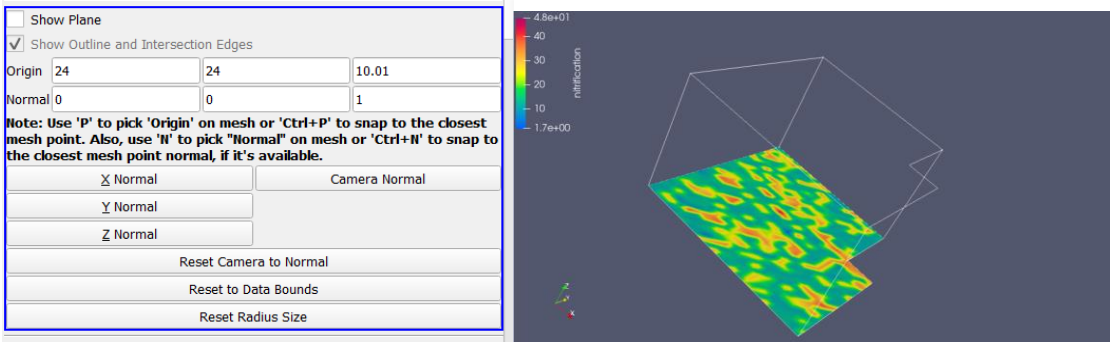 Show Plane
Show Outline and Intersection Edges
Origin 24 24 10.01
Normal 0 0 1
Note: Use 'P' to pick 'Origin' on mesh or 'Ctrl+P' to snap to the closest
mesh point. Also, use 'N' to pick "Normal" on mesh or 'Ctrl+N' to snap to
the closest mesh point normal, if it's available.
X Normal Camera Normal
Y Normal
Z Normal
Reset Camera to Normal
Reset to Data Bounds
Reset Radius Size
4.8e+01
40
30
20
10
1.7e+00
nitrification
Z
Y
X